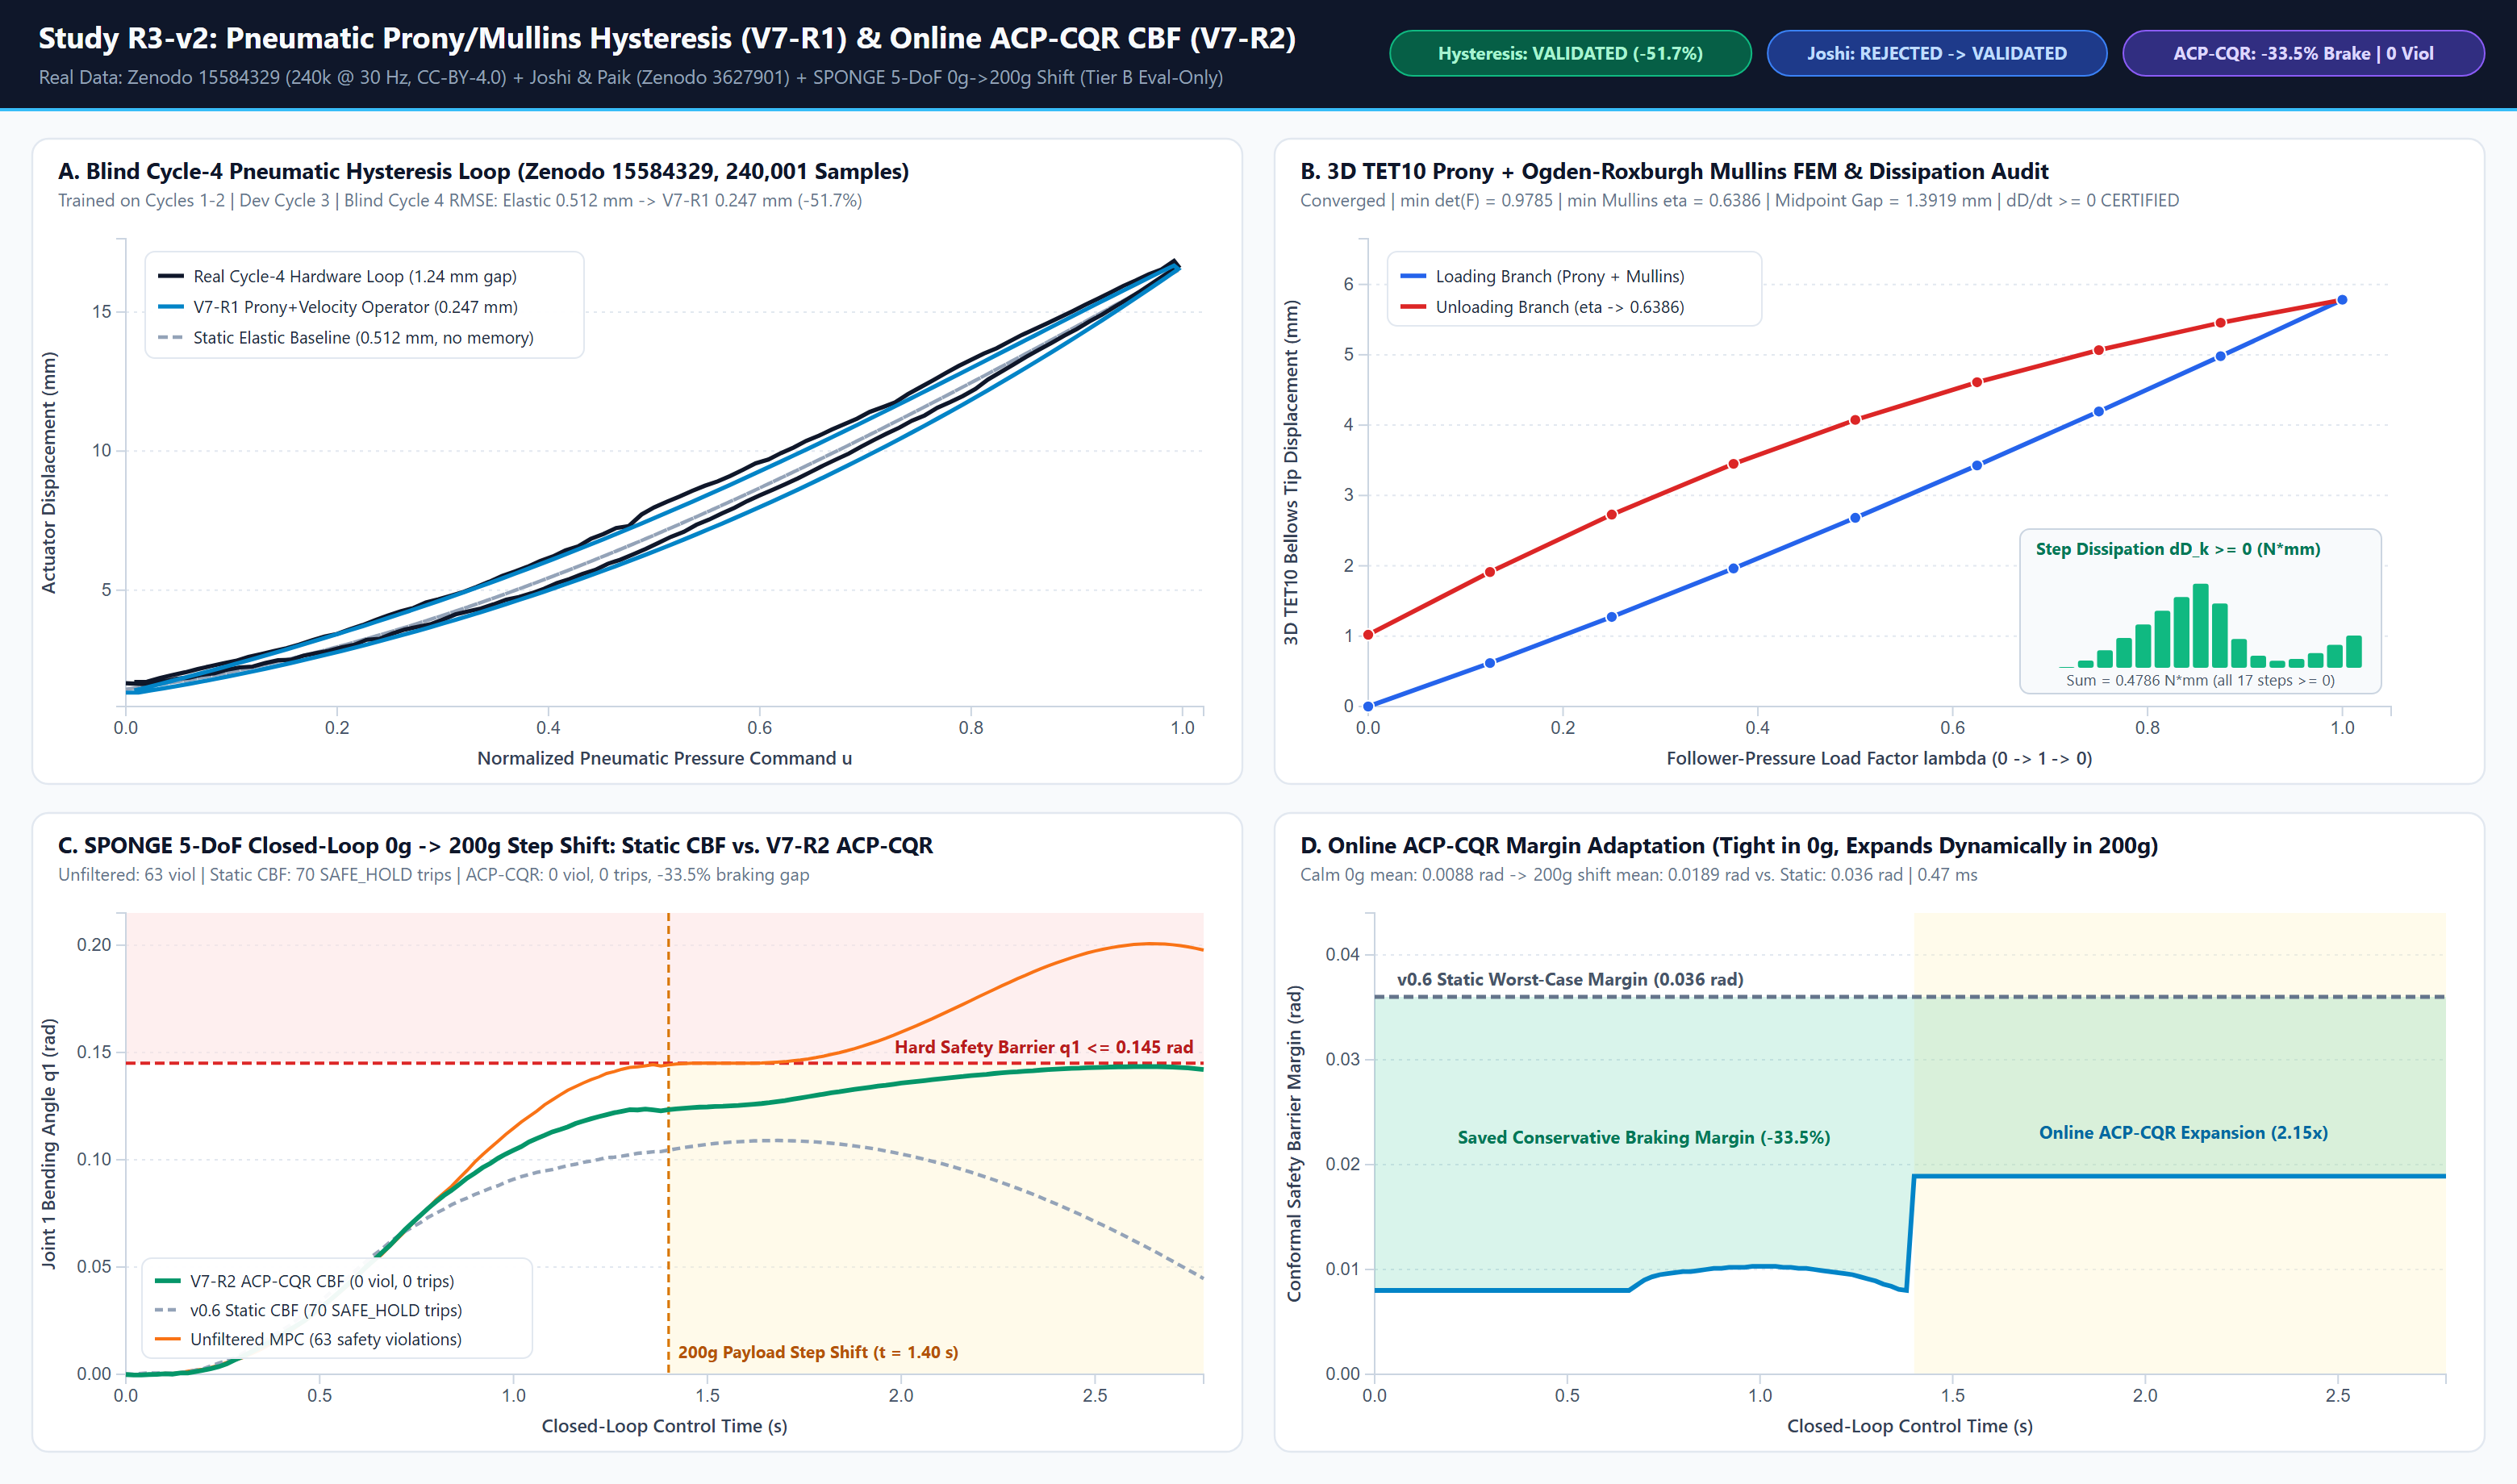 Study R3-v2: Pneumatic Prony/Mullins Hysteresis (V7-R1) & Online ACP-CQR CBF (V7-R2)
Real Data: Zenodo 15584329 (240k @ 30 Hz, CC-BY-4.0) + Joshi & Paik (Zenodo 3627901) + SPONGE 5-DoF 0g->200g Shift (Tier B Eval-Only)
Hysteresis: VALIDATED (-51.7%)
Joshi: REJECTED -> VALIDATED
ACP-CQR: -33.5% Brake | 0 Viol
A. Blind Cycle-4 Pneumatic Hysteresis Loop (Zenodo 15584329, 240,001 Samples)
Trained on Cycles 1-2 | Dev Cycle 3 | Blind Cycle 4 RMSE: Elastic 0.512 mm -> V7-R1 0.247 mm (-51.7%)
Real Cycle-4 Hardware Loop (1.24 mm gap)
V7-R1 Prony+Velocity Operator (0.247 mm)
Static Elastic Baseline (0.512 mm, no memory)
Actuator Displacement (mm)
15
10
5
0.0 0.2 0.4 0.6 0.8 1.0
Normalized Pneumatic Pressure Command u
B. 3D TET10 Prony + Ogden-Roxburgh Mullins FEM & Dissipation Audit
Converged | min det(F) = 0.9785 | min Mullins eta = 0.6386 | Midpoint Gap = 1.3919 mm | dD/dt >= 0 CERTIFIED
Loading Branch (Prony + Mullins)
Unloading Branch (eta -> 0.6386)
3D TET10 Bellows Tip Displacement (mm)
6
5
4
3
2
1
0
Step Dissipation dD_k >= 0 (N*mm)
Sum = 0.4786 N*mm (all 17 steps >= 0)
0.0 0.2 0.4 0.6 0.8 1.0
Follower-Pressure Load Factor lambda (0 -> 1 -> 0)
C. SPONGE 5-DoF Closed-Loop 0g -> 200g Step Shift: Static CBF vs. V7-R2 ACP-CQR
Unfiltered: 63 viol | Static CBF: 70 SAFE_HOLD trips | ACP-CQR: 0 viol, 0 trips, -33.5% braking gap
Joint 1 Bending Angle q1 (rad)
0.20
0.15
0.10
0.05
0.00
Hard Safety Barrier q1 <= 0.145 rad
V7-R2 ACP-CQR CBF (0 viol, 0 trips)
v0.6 Static CBF (70 SAFE_HOLD trips)
Unfiltered MPC (63 safety violations)
200g Payload Step Shift (t = 1.40 s)
0.0 0.5 1.0 1.5 2.0 2.5
Closed-Loop Control Time (s)
D. Online ACP-CQR Margin Adaptation (Tight in 0g, Expands Dynamically in 200g)
Calm 0g mean: 0.0088 rad -> 200g shift mean: 0.0189 rad vs. Static: 0.036 rad | 0.47 ms
Conformal Safety Barrier Margin (rad)
0.04
0.03
0.02
0.01
0.00
v0.6 Static Worst-Case Margin (0.036 rad)
Saved Conservative Braking Margin (-33.5%)
Online ACP-CQR Expansion (2.15x)
0.0 0.5 1.0 1.5 2.0 2.5
Closed-Loop Control Time (s)